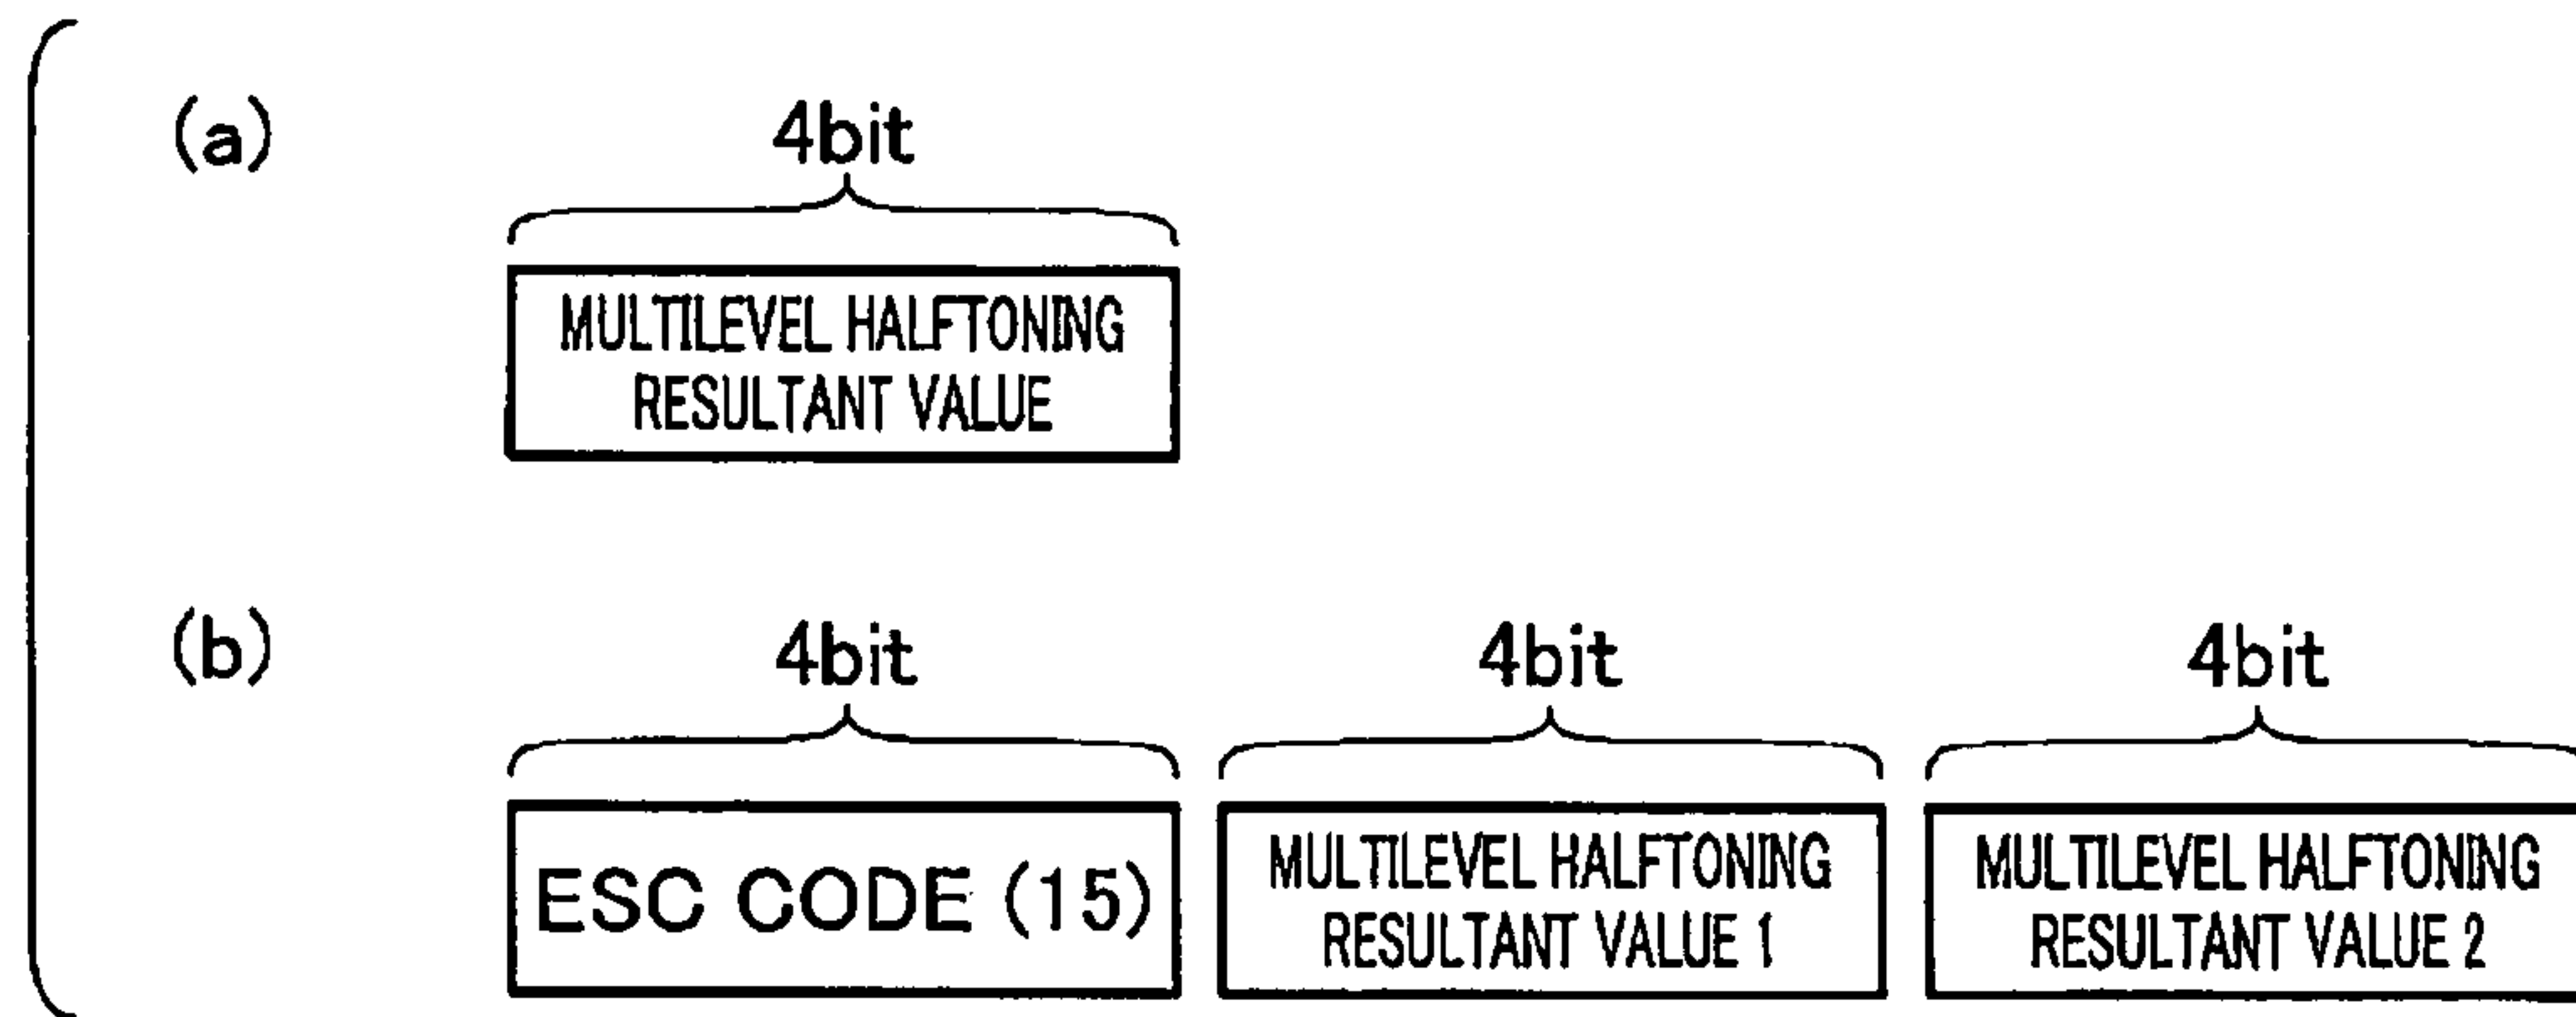 (a)
4bit
MULTILEVEL HALFTONING
RESULTANT VALUE
(b)
4bit 4bit 4bit
ESC CODE (15)
MULTILEVEL HALFTONING
RESULTANT VALUE 1
MULTILEVEL HALFTONING
RESULTANT VALUE 2